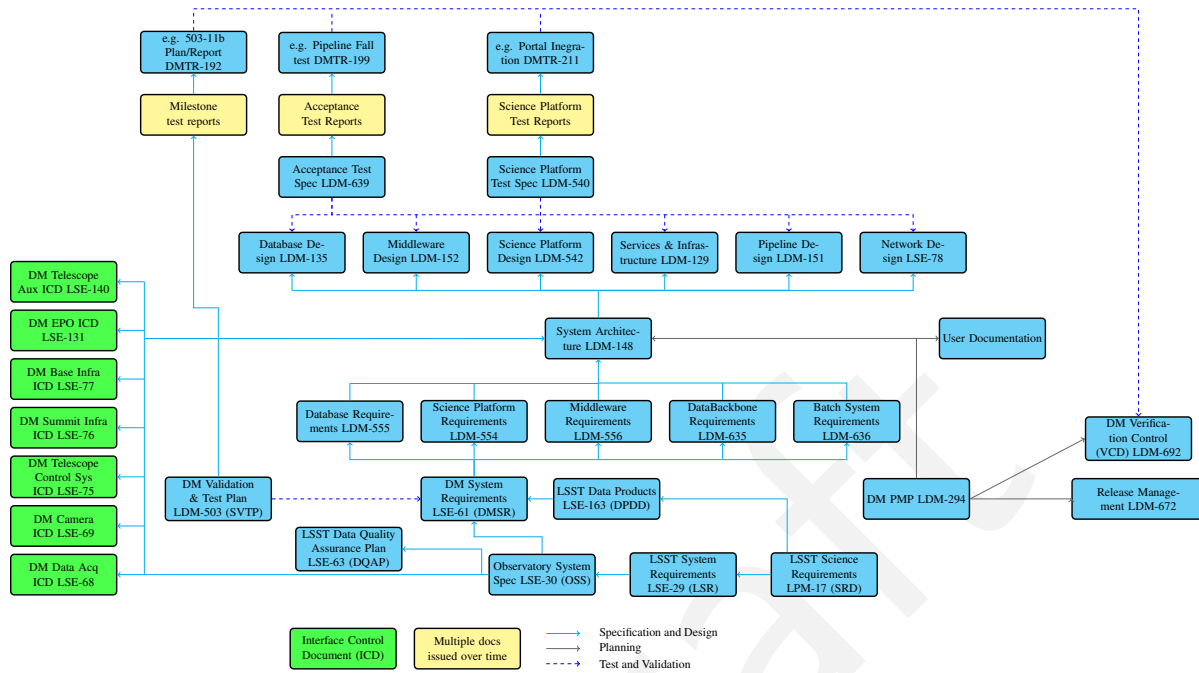 e.g. 503-11b
Plan/Report
DMTR-192
e.g. Pipeline Fall
test DMTR-199
e.g. Portal Inegra-
tion DMTR-211
Milestone
test reports
Acceptance
Test Reports
Science Platform
Test Reports
Acceptance Test
Spec LDM-639
Science Platform
Test Spec LDM-540
Database De-
sign LDM-135
Middleware
Design LDM-152
Science Platform
Design LDM-542
Services & Infras-
tructure LDM-129
Pipeline De-
sign LDM-151
Network De-
sign LSE-78
DM Telescope
Aux ICD LSE-140
DM EPO ICD
LSE-131
System Architec-
ture LDM-148
User Documentation
DM Base Infra
ICD LSE-77
DM Summit Infra
ICD LSE-76
Database Require-
ments LDM-555
Science Platform
Requirements
LDM-554
Middleware
Requirements
LDM-556
DataBackbone
Requirements
LDM-635
Batch System
Requirements
LDM-636
DM Verific-
ation Control
(VCD) LDM-692
DM Telescope
Control Sys
ICD LSE-75
DM Validation
& Test Plan
LDM-503 (SVTP)
DM System
Requirements
LSE-61 (DMSR)
LSST Data Products
LSE-163 (DPDD)
DM PMP LDM-294
Release Manage-
ment LDM-672
DM Camera
ICD LSE-69
LSST Data Quality
Assurance Plan
LSE-63 (DQAP)
DM Data Acq
ICD LSE-68
Observatory System
Spec LSE-30 (OSS)
LSST System
Requirements
LSE-29 (LSR)
LSST Science
Requirements
LPM-17 (SRD)
Interface Control
Document (ICD)
Multiple docs
issued over time
Specification and Design
Planning
Test and Validation